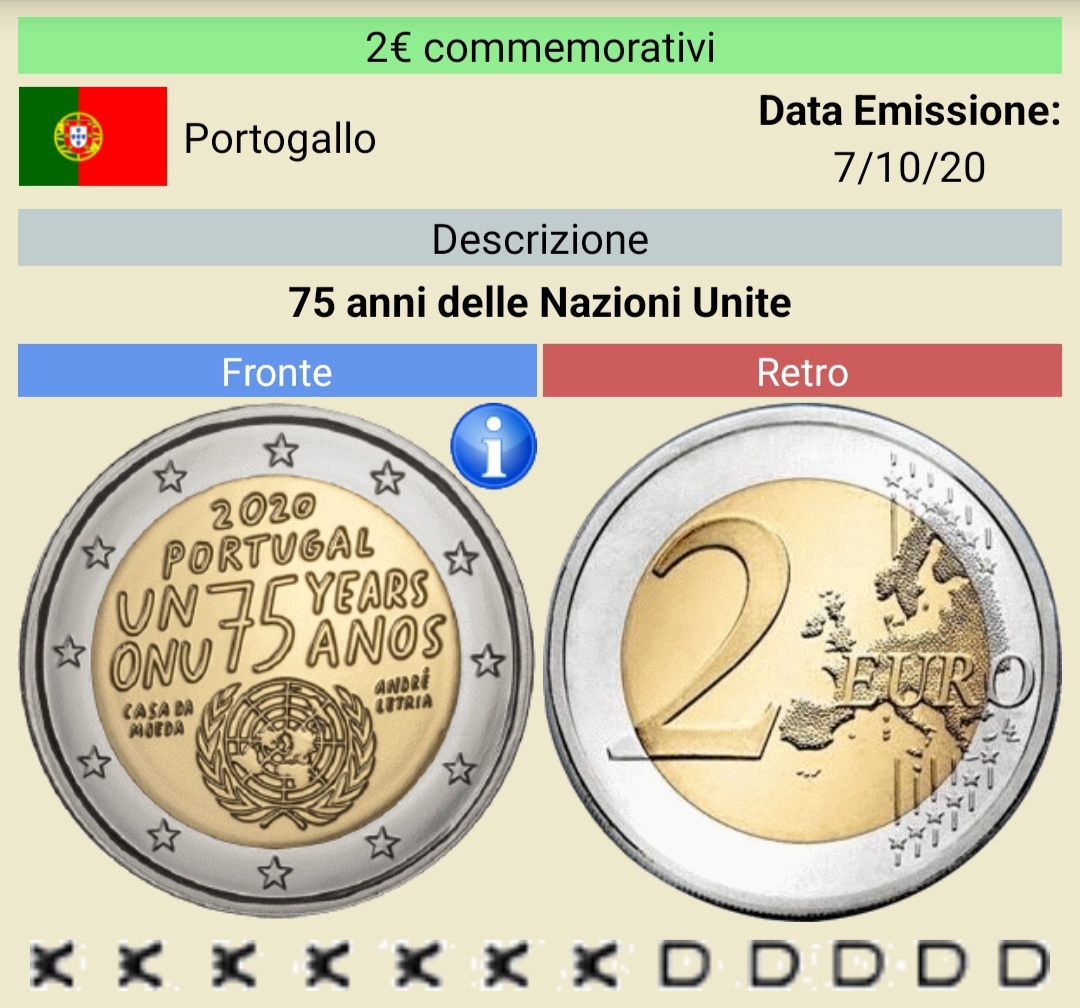 2€ commemorativi
Portogallo
Data Emissione:
7/10/20
Descrizione
75 anni delle Nazioni Unite
Fronte
Retro
i
2020
PORTUGAL
UN 75 YEARS
ONU ANOS
CASA DA
MOEDA
ANDRÉ
LETRIA
2
EURO
LL
K K K K K K K D D D D D